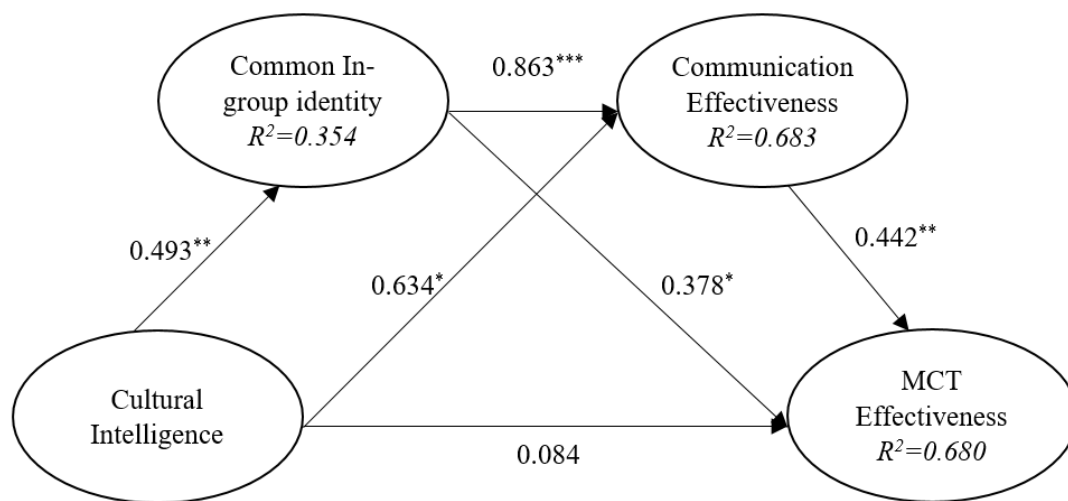 Common In-
group identity
R²=0.354
0.863***
Communication
Effectiveness
R²=0.683
0.493**
0.634*
0.378*
0.442**
Cultural
Intelligence
0.084
MCT
Effectiveness
R²=0.680